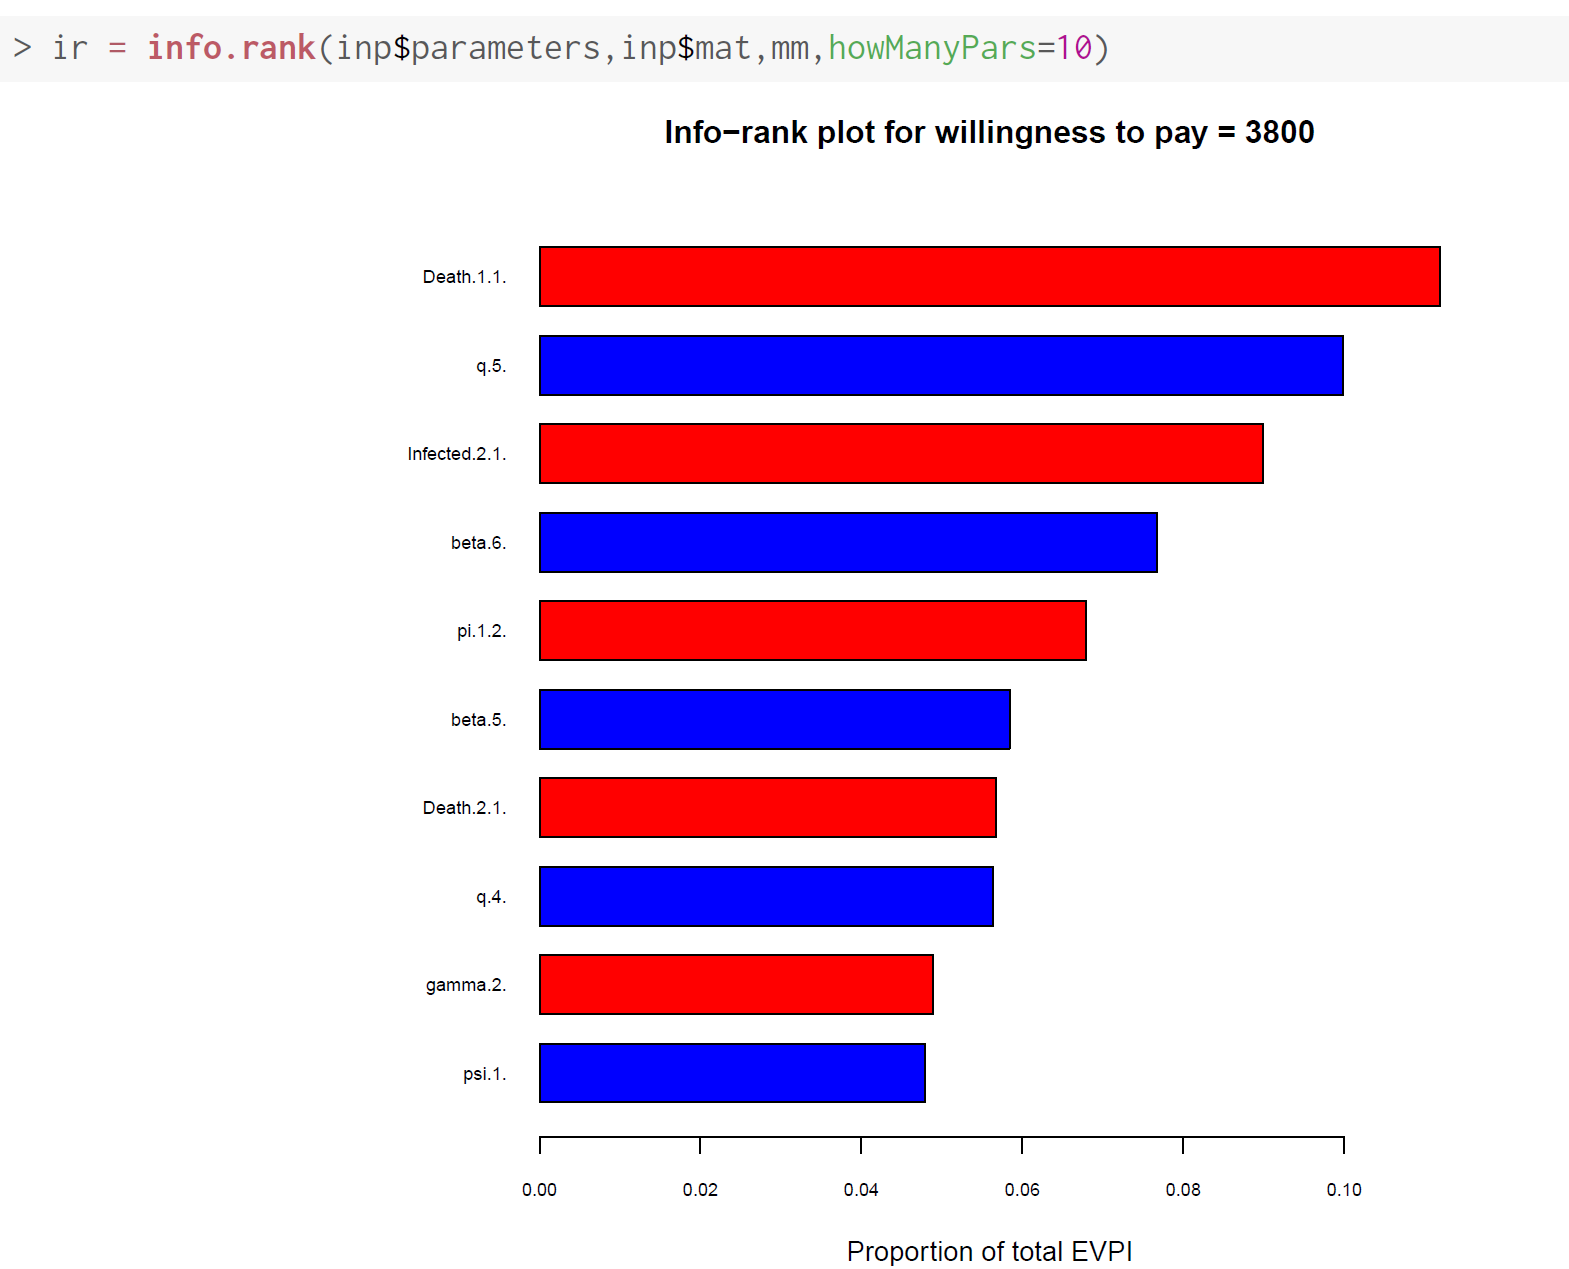 > ir = info.rank(inp$parameters,inp$mat,mm,howManyPars=10)
Info−rank plot for willingness to pay = 3800
Death.1.1.
q.5.
Infected.2.1.
beta.6.
pi.1.2.
beta.5.
Death.2.1.
q.4.
gamma.2.
psi.1.
0.00 0.02 0.04 0.06 0.08 0.10
Proportion of total EVPI